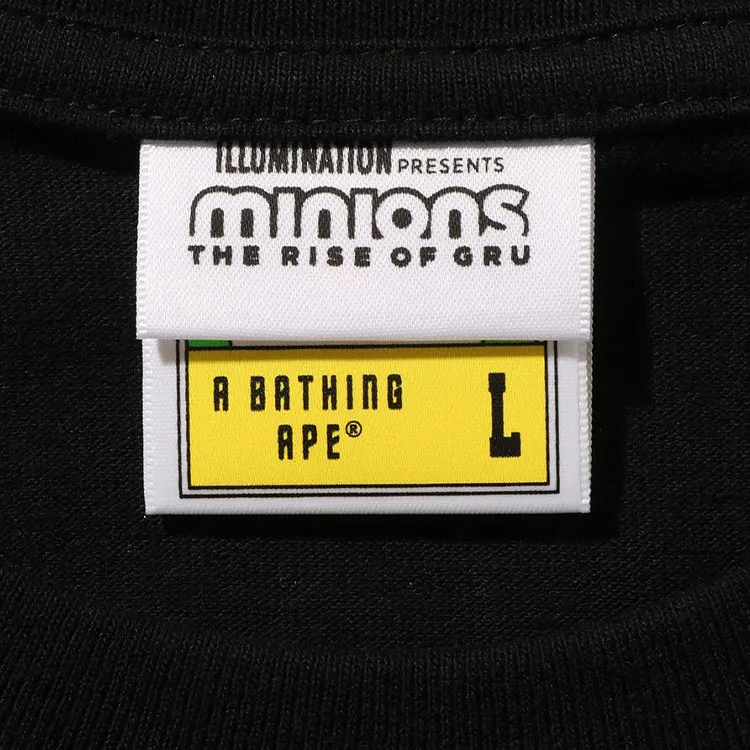 ILLUMINATION PRESENTS
minions
THE RISE OF GRU
A BATHING
APE®
L